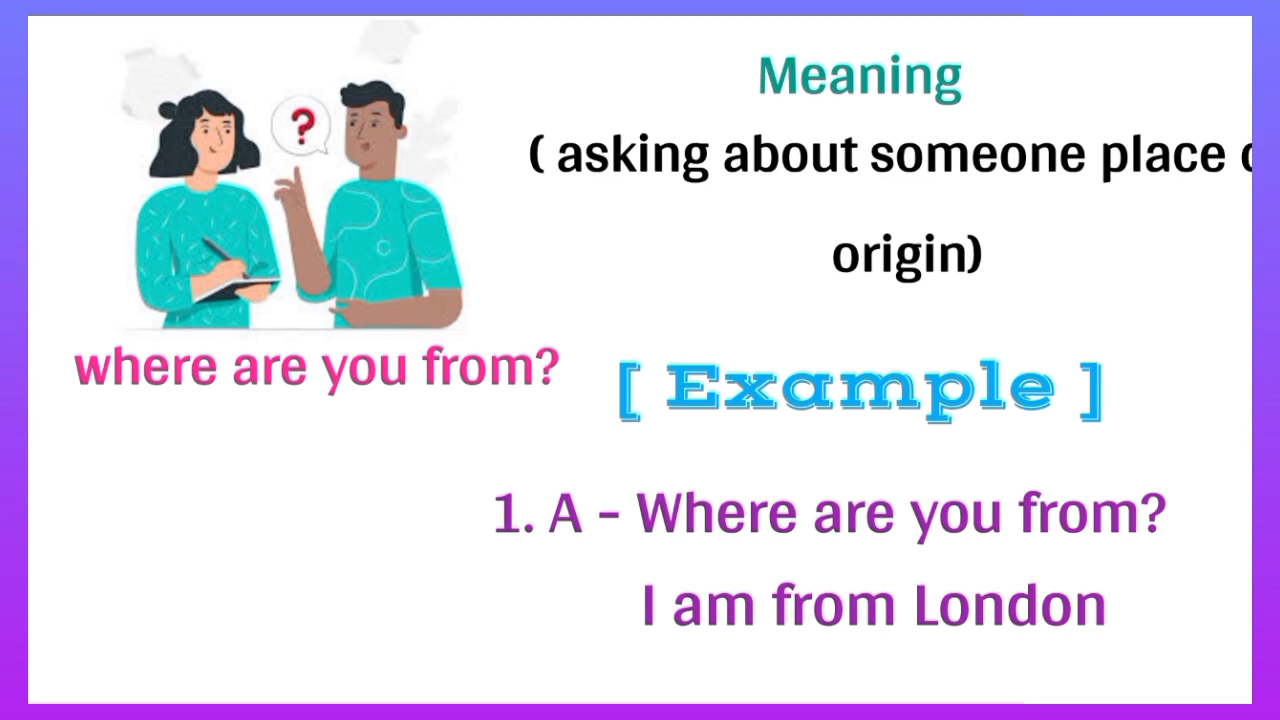 ?
Meaning
( asking about someone place
origin)
where are you from?
[ Example ]
1. A - Where are you from?
I am from London